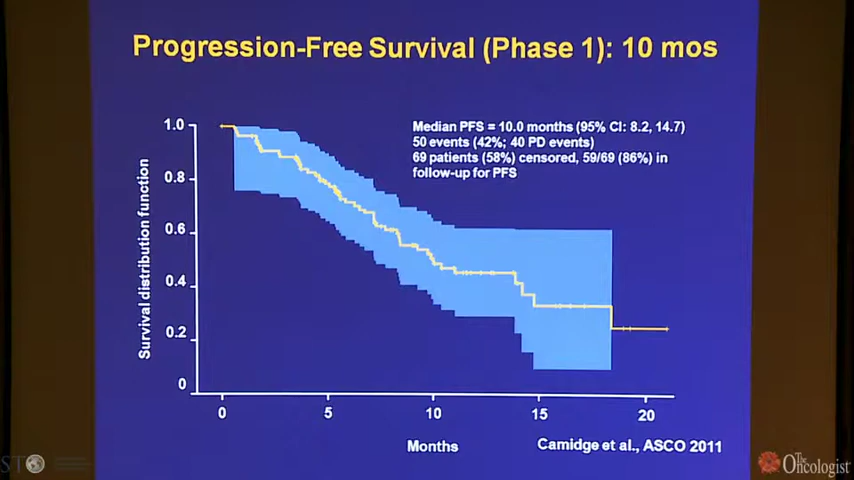 Progression-Free Survival (Phase 1): 10 mos
Median PFS = 10.0 months (95% CI: 8.2, 14.7)
50 events (42%; 40 PD events)
69 patients (58%) censored, 59/69 (86%) in
follow-up for PFS
Survival distribution function
1.0
0.8
0.6
0.4
0.2
0
0
5
10
15
20
Months
Camidge et al., ASCO 2011
STO
The
Oncologist